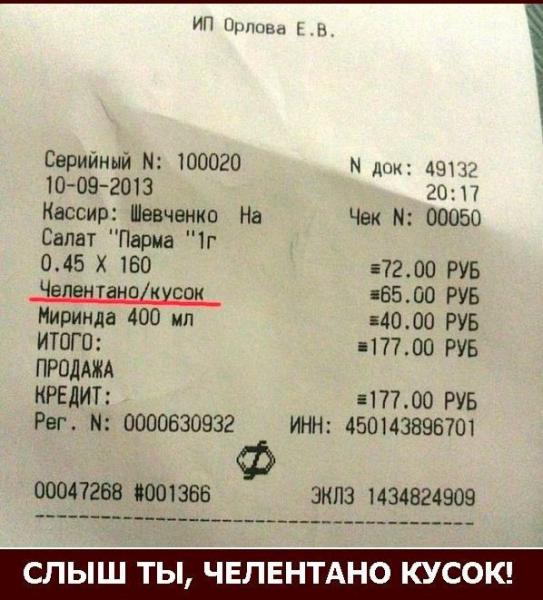 ИП Орлова Е.В.
Серийный N: 100020 N док: 49132
10-09-2013 20:17
Кассир: Шевченко На Чек N: 00050
Салат "Парма "1г
0.45 X 160 ≡72.00 РУБ
Челентано/кусок ≡65.00 РУБ
Миринда 400 мл ≡40.00 РУБ
ИТОГО: ≡177.00 РУБ
ПРОДАЖА
КРЕДИТ: ≡177.00 РУБ
Рег. N: 0000630932 ИНН: 450143896701
00047268 #001366 ЭКЛЗ 1434824909
СЛЫШ ТЫ, ЧЕЛЕНТАНО КУСОК!